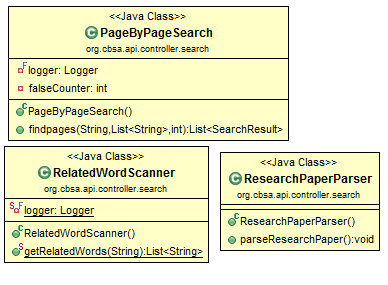 <<Java Class>>
PageByPageSearch
org.cbsa.api.controller.search
logger: Logger
falseCounter: int
PageByPageSearch()
findpages(String,List<String>,int):List<SearchResult>
<<Java Class>>
RelatedWordScanner
org.cbsa.api.controller.search
logger: Logger
RelatedWordScanner()
getRelatedWords(String):List<String>
<<Java Class>>
ResearchPaperParser
org.cbsa.api.controller.search
ResearchPaperParser()
parseResearchPaper():void